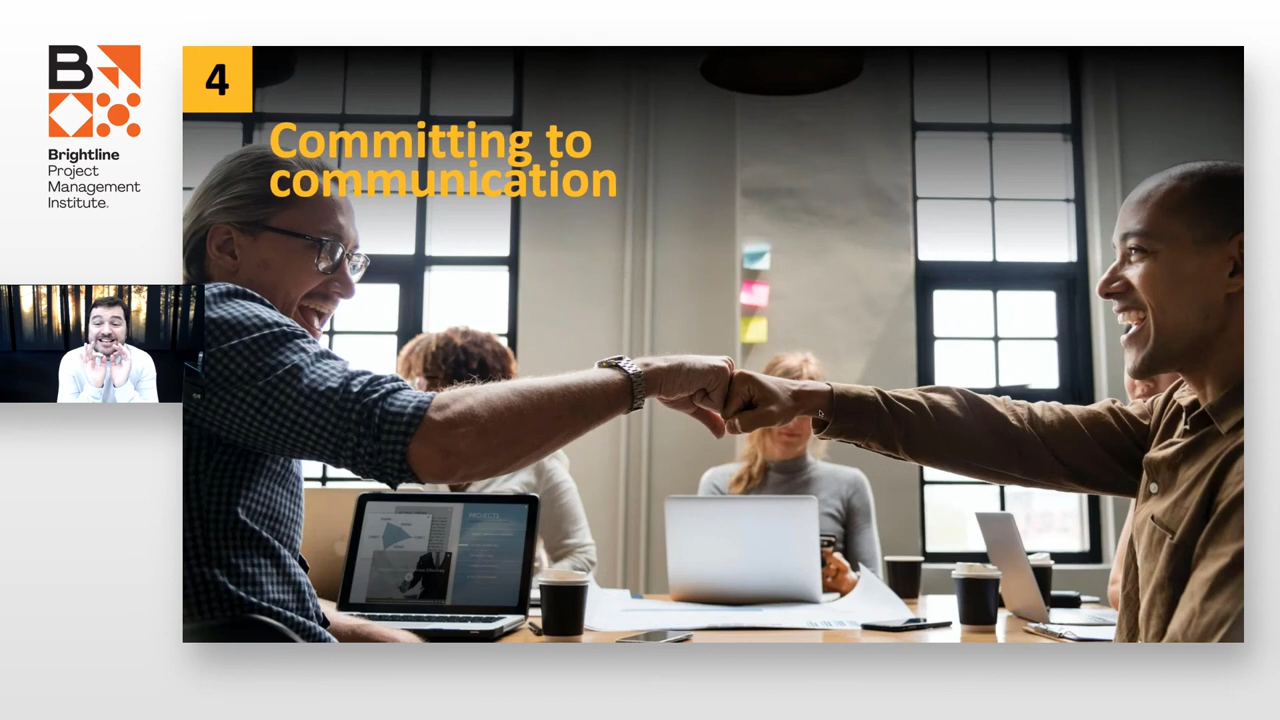 B
Brightline
Project
Management
Institute.
4
Committing to
communication
PROJECTS